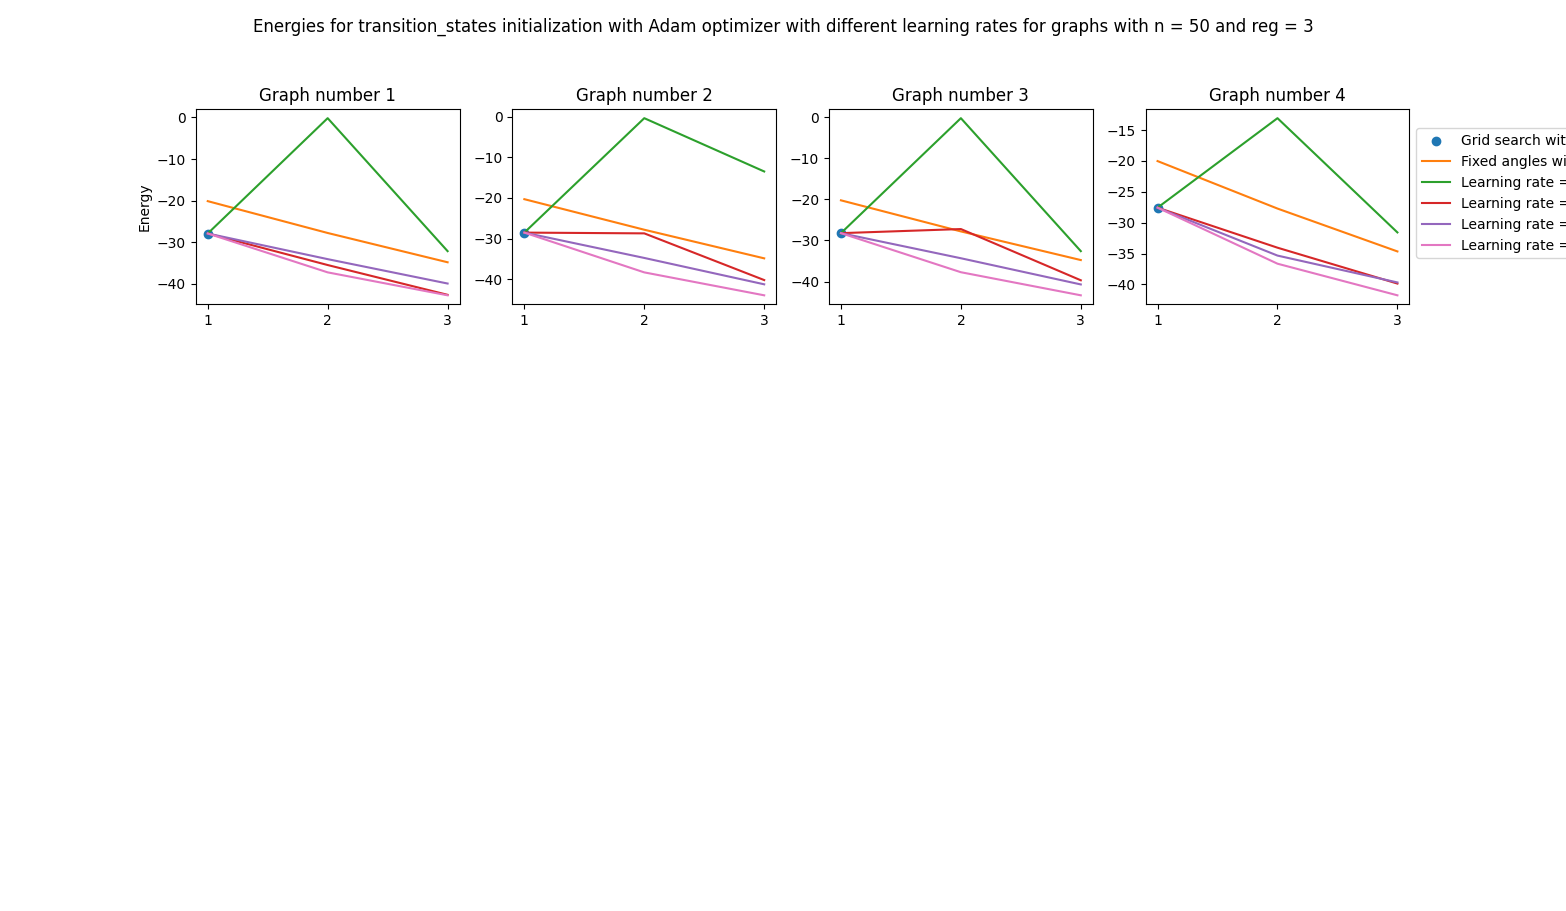 Energies for transition_states initialization with Adam optimizer with different learning rates for graphs with n = 50 and reg = 3
Graph number 1
Graph number 2
Graph number 3
Graph number 4
Energy
0
−10
−20
−30
−40
1 2 3
0
−10
−20
−30
−40
1 2 3
0
−10
−20
−30
−40
1 2 3
−15
−20
−25
−30
−35
−40
1 2 3
Grid search wit
Fixed angles wi
Learning rate =
Learning rate =
Learning rate =
Learning rate =